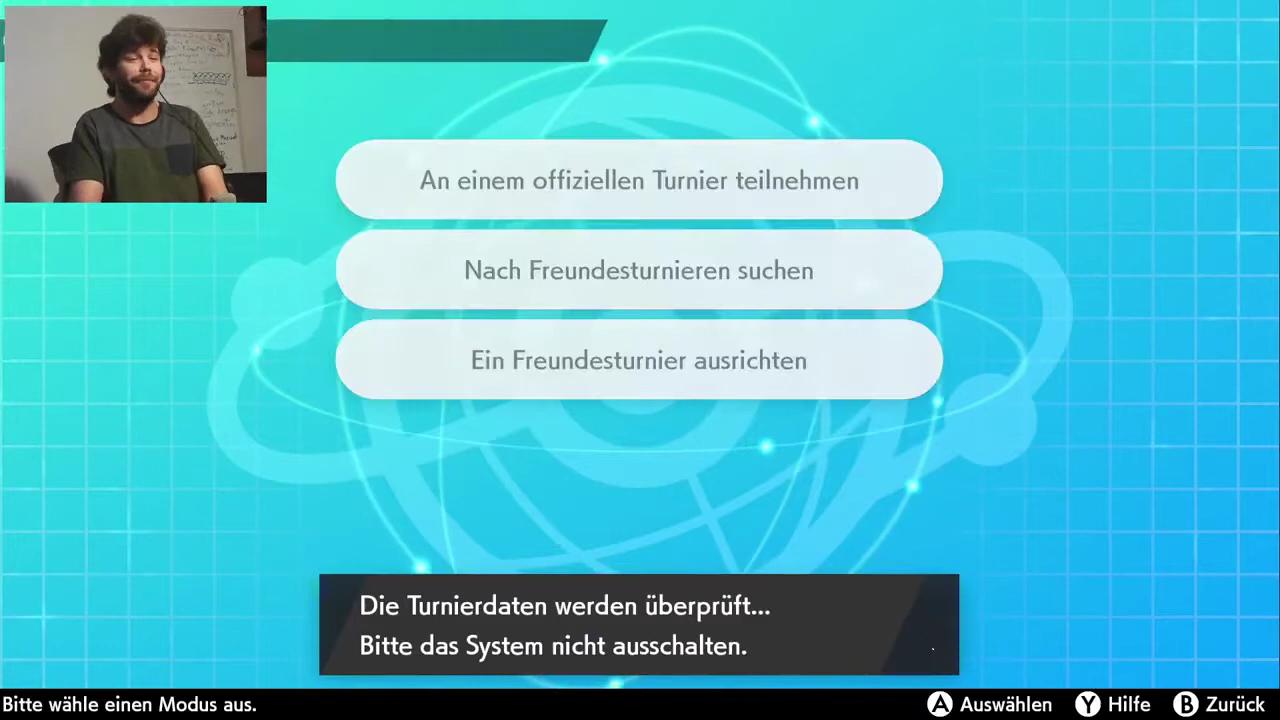 An einem offiziellen Turnier teilnehmen
Nach Freundesturnieren suchen
Ein Freundesturnier ausrichten
Die Turnierdaten werden überprüft...
Bitte das System nicht ausschalten.
Bitte wähle einen Modus aus.
A Auswählen Y Hilfe B Zurück